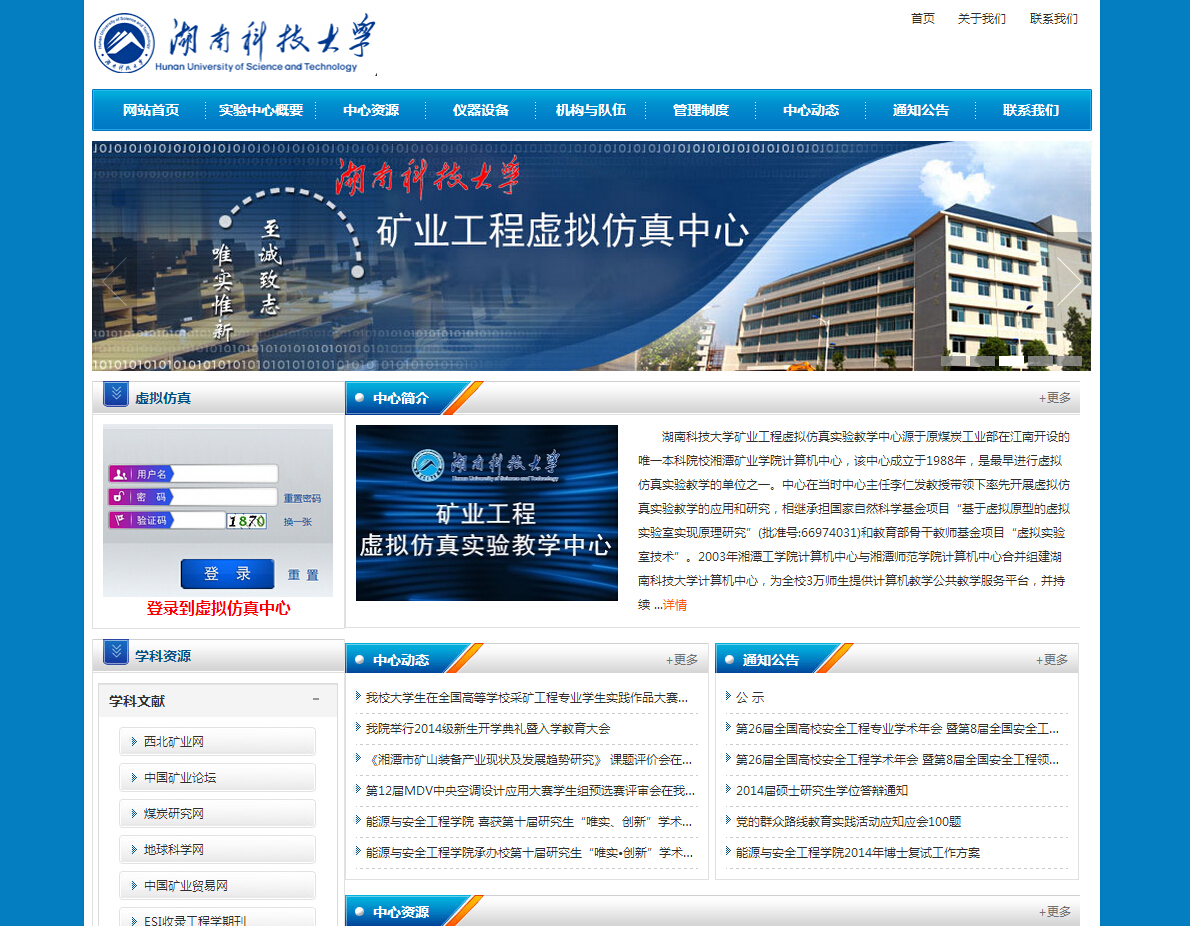 首页 关于我们 联系我们
湖南科技大学
Hunan University of Science and Technology
网站首页 实验中心概要 中心资源 仪器设备 机构与队伍 管理制度 中心动态 通知公告 联系我们
湖南科技大学
矿业工程虚拟仿真中心
至诚致志
唯实惟新
虚拟仿真
用户名
密 码
重置密码
验证码
1870
换一张
登 录
重 置
登录到虚拟仿真中心
中心简介
+更多
湖南科技大学
Hunan University of Science and Technology
矿业工程
虚拟仿真实验教学中心
湖南科技大学矿业工程虚拟仿真实验教学中心源于原煤炭工业部在江南开设的
唯一本科院校湘潭矿业学院计算机中心，该中心成立于1988年，是最早进行虚拟
仿真实验教学的单位之一。中心在当时中心主任李仁发教授带领下率先开展虚拟仿
真实验教学的应用和研究，相继承担国家自然科学基金项目“基于虚拟原型的虚拟
实验室实现原理研究”(批准号:66974031)和教育部骨干教师基金项目“虚拟实验
室技术”。2003年湘潭工学院计算机中心与湘潭师范学院计算机中心合并组建湖
南科技大学计算机中心，为全校3万师生提供计算机教学公共教学服务平台，并持
续 ...详情
学科资源
学科文献
西北矿业网
中国矿业论坛
煤炭研究网
地球科学网
中国矿业贸易网
ESI收录工程学期刊
中心动态
+更多
我校大学生在全国高等学校采矿工程专业学生实践作品大赛...
我院举行2014级新生开学典礼暨入学教育大会
《湘潭市矿山装备产业现状及发展趋势研究》 课题评价会在...
第12届MDV中央空调设计应用大赛学生组预选赛评审会在我...
能源与安全工程学院 喜获第十届研究生“唯实、创新”学术...
能源与安全工程学院承办校第十届研究生“唯实•创新”学术...
通知公告
+更多
公 示
第26届全国高校安全工程专业学术年会 暨第8届全国安全工...
第26届全国高校安全工程学术年会 暨第8届全国安全工程领...
2014届硕士研究生学位答辩通知
党的群众路线教育实践活动应知应会100题
能源与安全工程学院2014年博士复试工作方案
中心资源
+更多